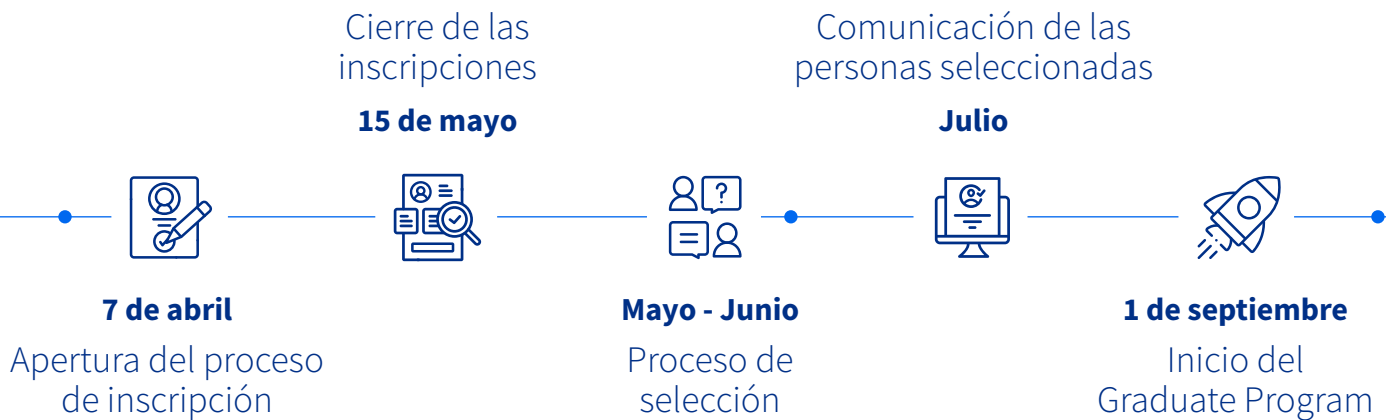 Cierre de las
inscripciones
15 de mayo
Comunicación de las
personas seleccionadas
Julio
?
7 de abril
Apertura del proceso
de inscripción
Mayo - Junio
Proceso de
selección
1 de septiembre
Inicio del
Graduate Program